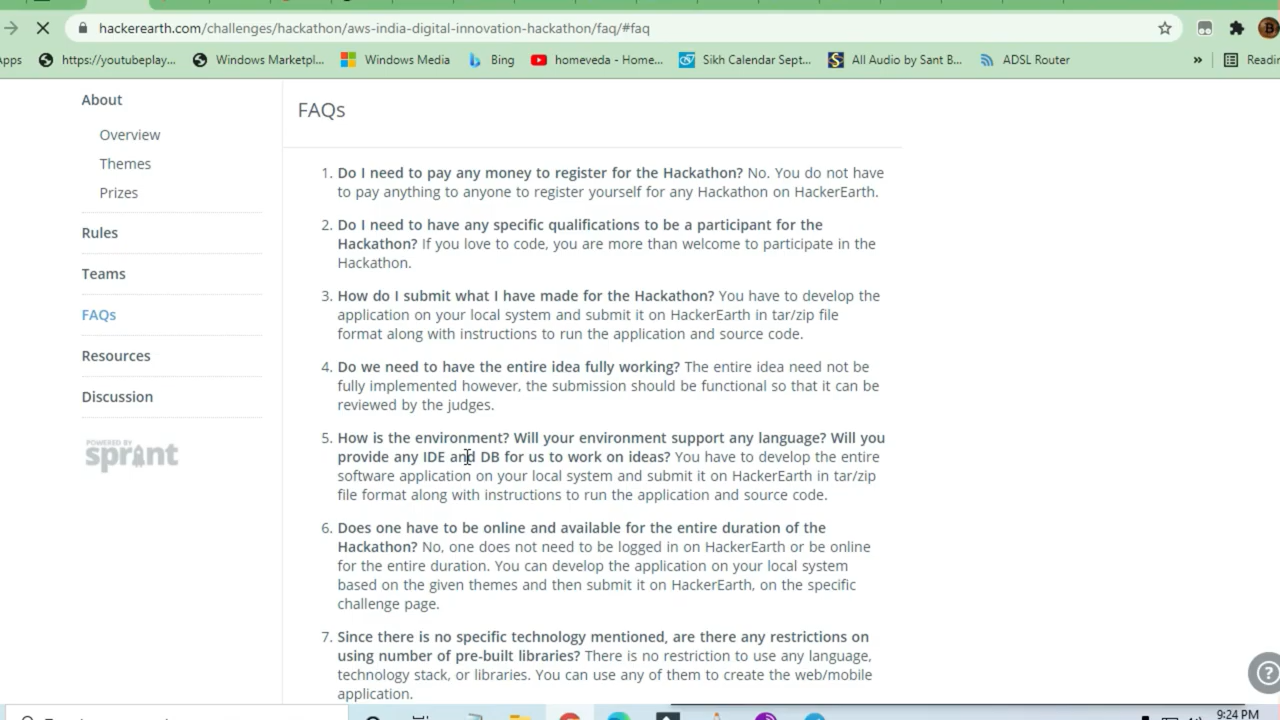 hackerearth.com/challenges/hackathon/aws-india-digital-innovation-hackathon/faq/#faq
https://youtubeplay... Windows Marketpl... Windows Media Bing homeveda - Home... Sikh Calendar Sept... All Audio by Sant B... ADSL Router »
About
Overview
Themes
Prizes
Rules
Teams
FAQs
Resources
Discussion
POWERED BY
sprint
FAQs
1. Do I need to pay any money to register for the Hackathon? No. You do not have
to pay anything to anyone to register yourself for any Hackathon on HackerEarth.
2. Do I need to have any specific qualifications to be a participant for the
Hackathon? If you love to code, you are more than welcome to participate in the
Hackathon.
3. How do I submit what I have made for the Hackathon? You have to develop the
application on your local system and submit it on HackerEarth in tar/zip file
format along with instructions to run the application and source code.
4. Do we need to have the entire idea fully working? The entire idea need not be
fully implemented however, the submission should be functional so that it can be
reviewed by the judges.
5. How is the environment? Will your environment support any language? Will you
provide any IDE and DB for us to work on ideas? You have to develop the entire
software application on your local system and submit it on HackerEarth in tar/zip
file format along with instructions to run the application and source code.
6. Does one have to be online and available for the entire duration of the
Hackathon? No, one does not need to be logged in on HackerEarth or be online
for the entire duration. You can develop the application on your local system
based on the given themes and then submit it on HackerEarth, on the specific
challenge page.
7. Since there is no specific technology mentioned, are there any restrictions on
using number of pre-built libraries? There is no restriction to use any language,
technology stack, or libraries. You can use any of them to create the web/mobile
application.
9:24 PM